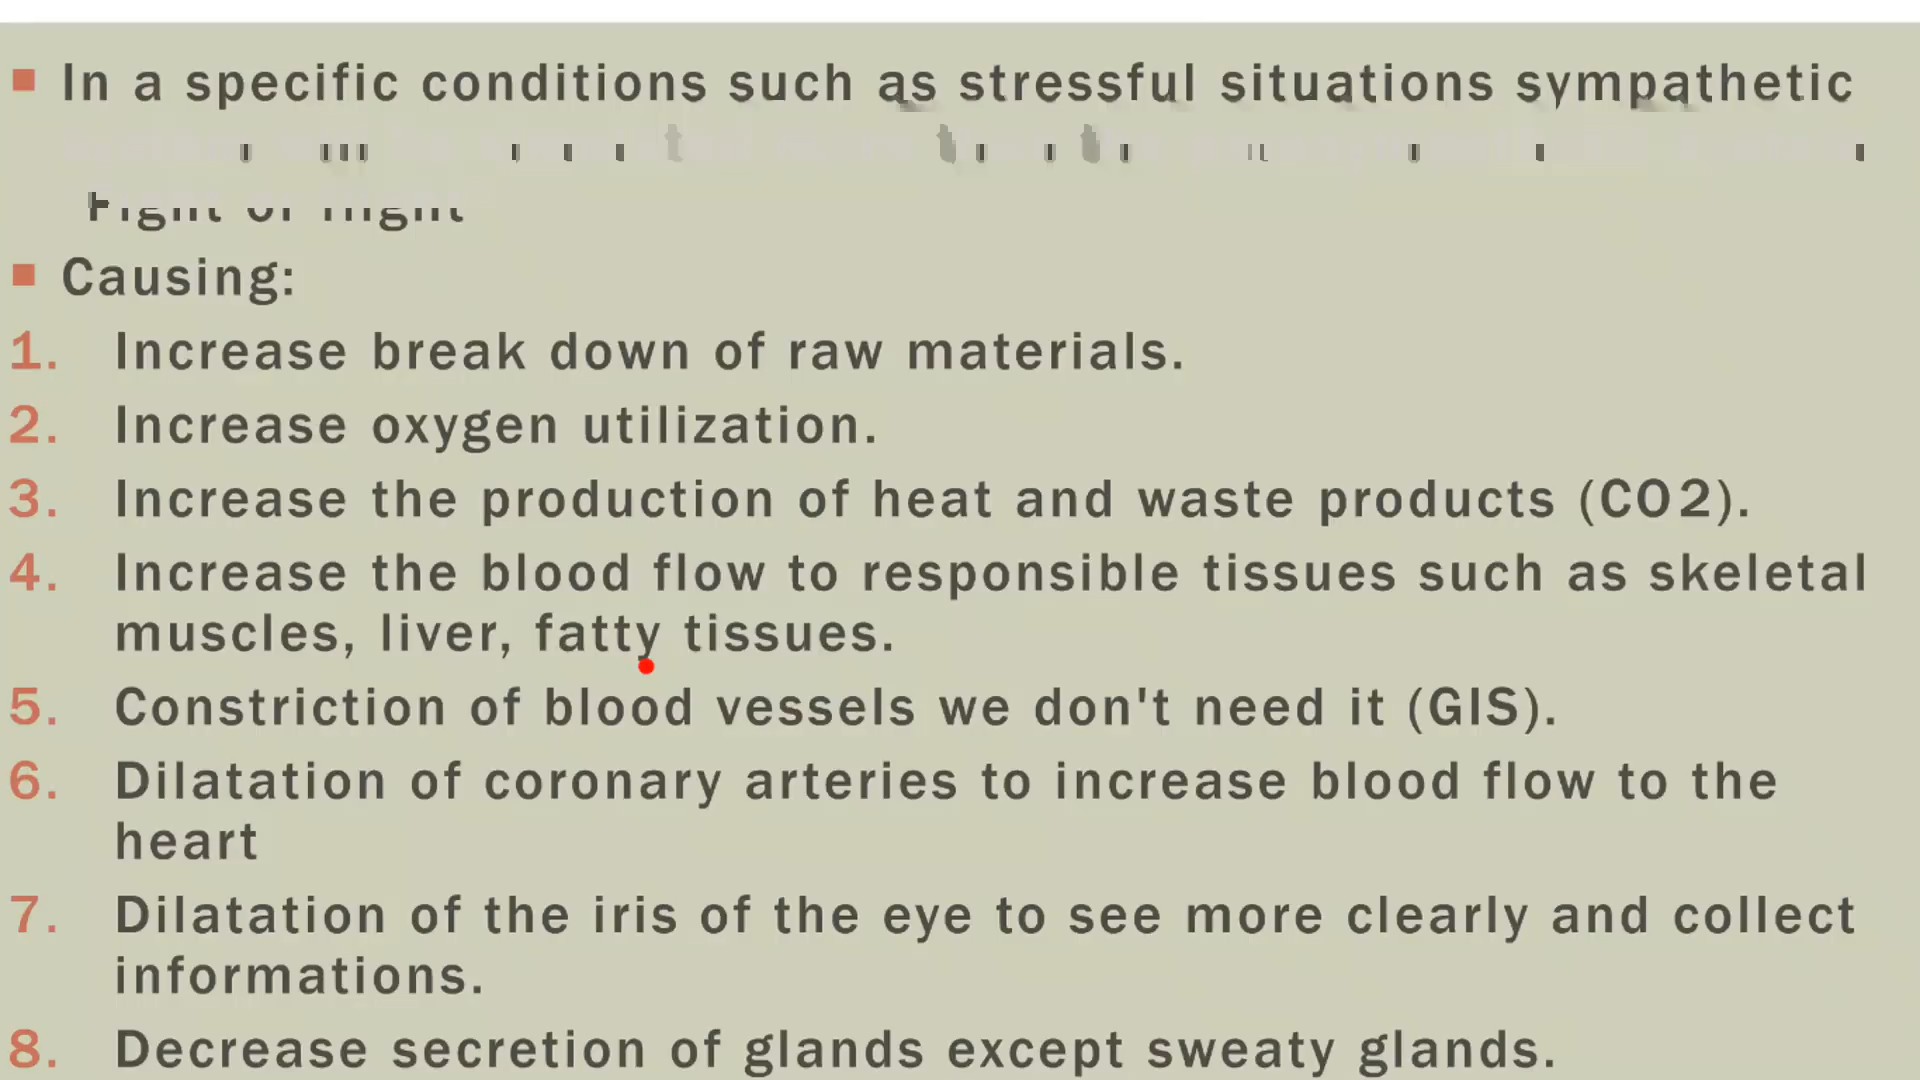 In a specific conditions such as stressful situations sympathetic
Fight or flight
Causing:
1. Increase break down of raw materials.
2. Increase oxygen utilization.
3. Increase the production of heat and waste products (CO2).
4. Increase the blood flow to responsible tissues such as skeletal
muscles, liver, fatty tissues.
5. Constriction of blood vessels we don't need it (GIS).
6. Dilatation of coronary arteries to increase blood flow to the
heart
7. Dilatation of the iris of the eye to see more clearly and collect
informations.
8. Decrease secretion of glands except sweaty glands.